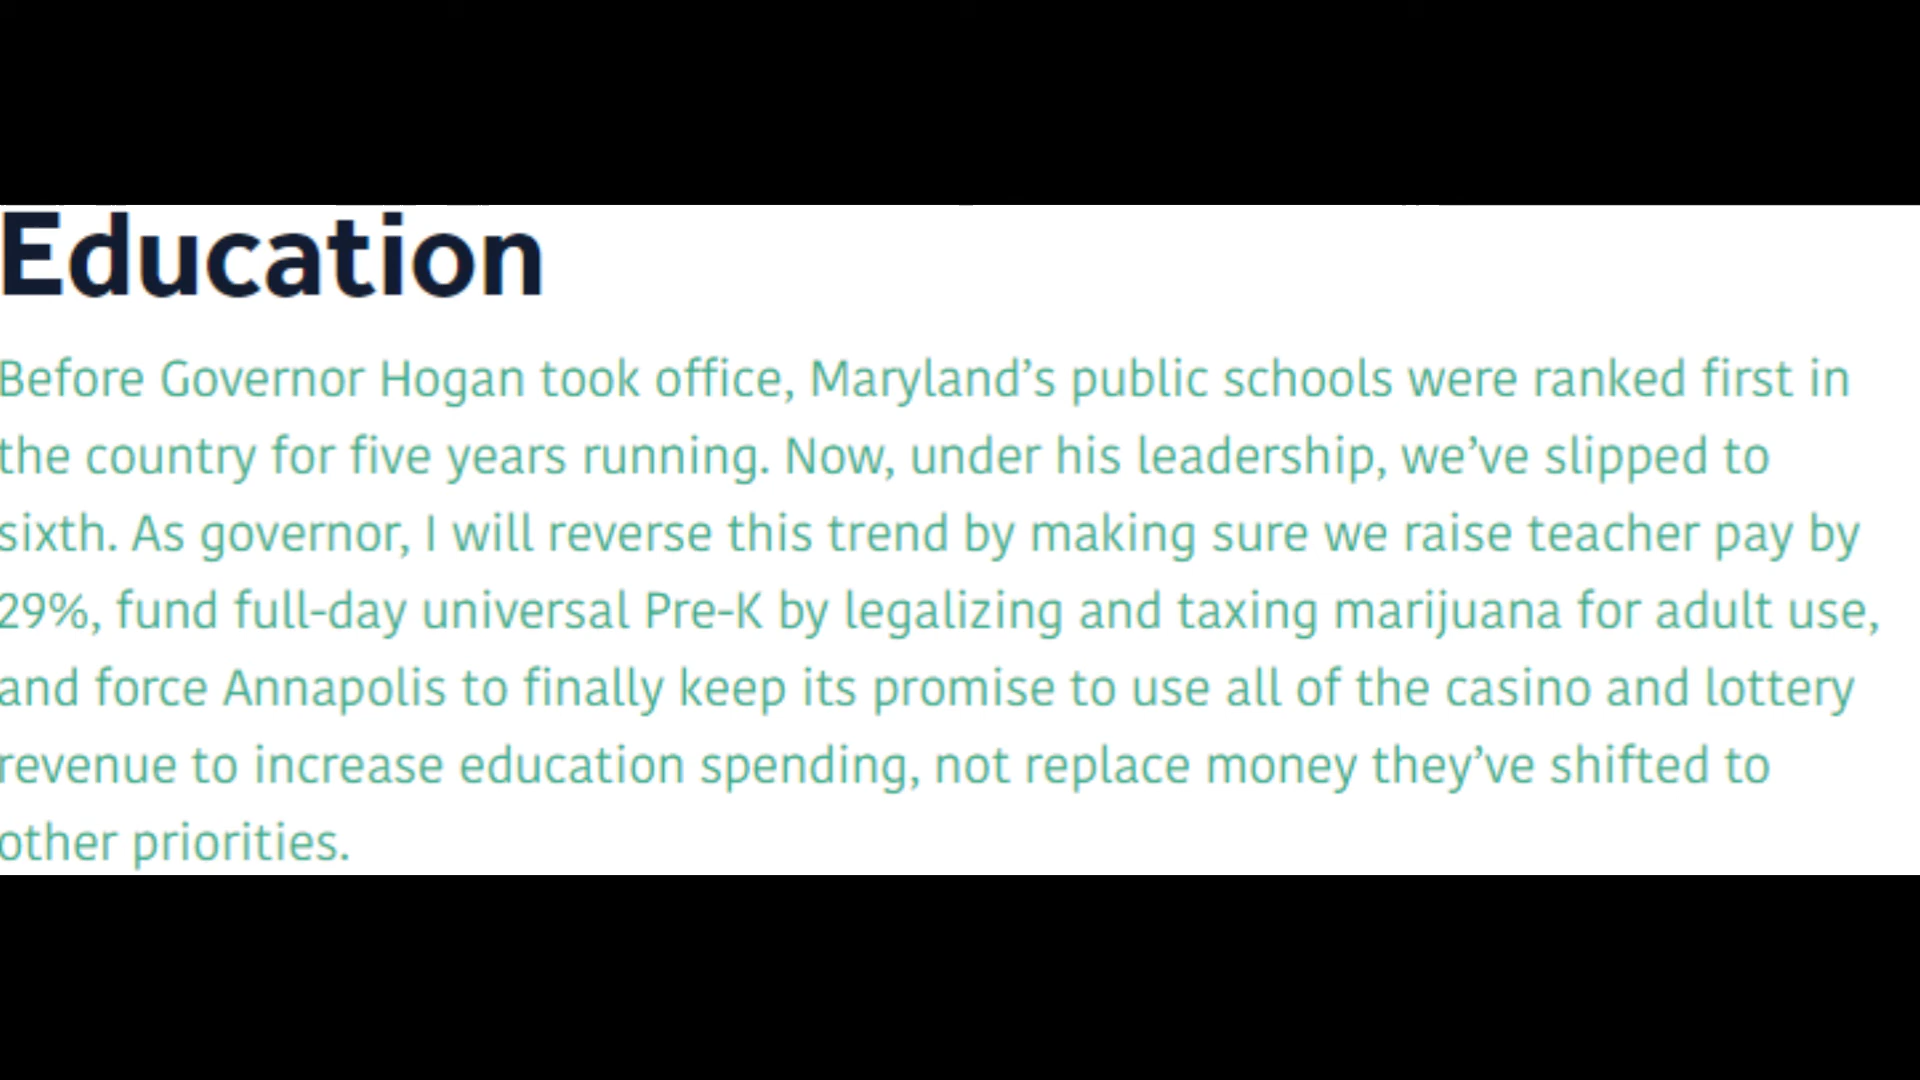 Education
Before Governor Hogan took office, Maryland’s public schools were ranked first in
the country for five years running. Now, under his leadership, we’ve slipped to
sixth. As governor, I will reverse this trend by making sure we raise teacher pay by
29%, fund full-day universal Pre-K by legalizing and taxing marijuana for adult use,
and force Annapolis to finally keep its promise to use all of the casino and lottery
revenue to increase education spending, not replace money they’ve shifted to
other priorities.